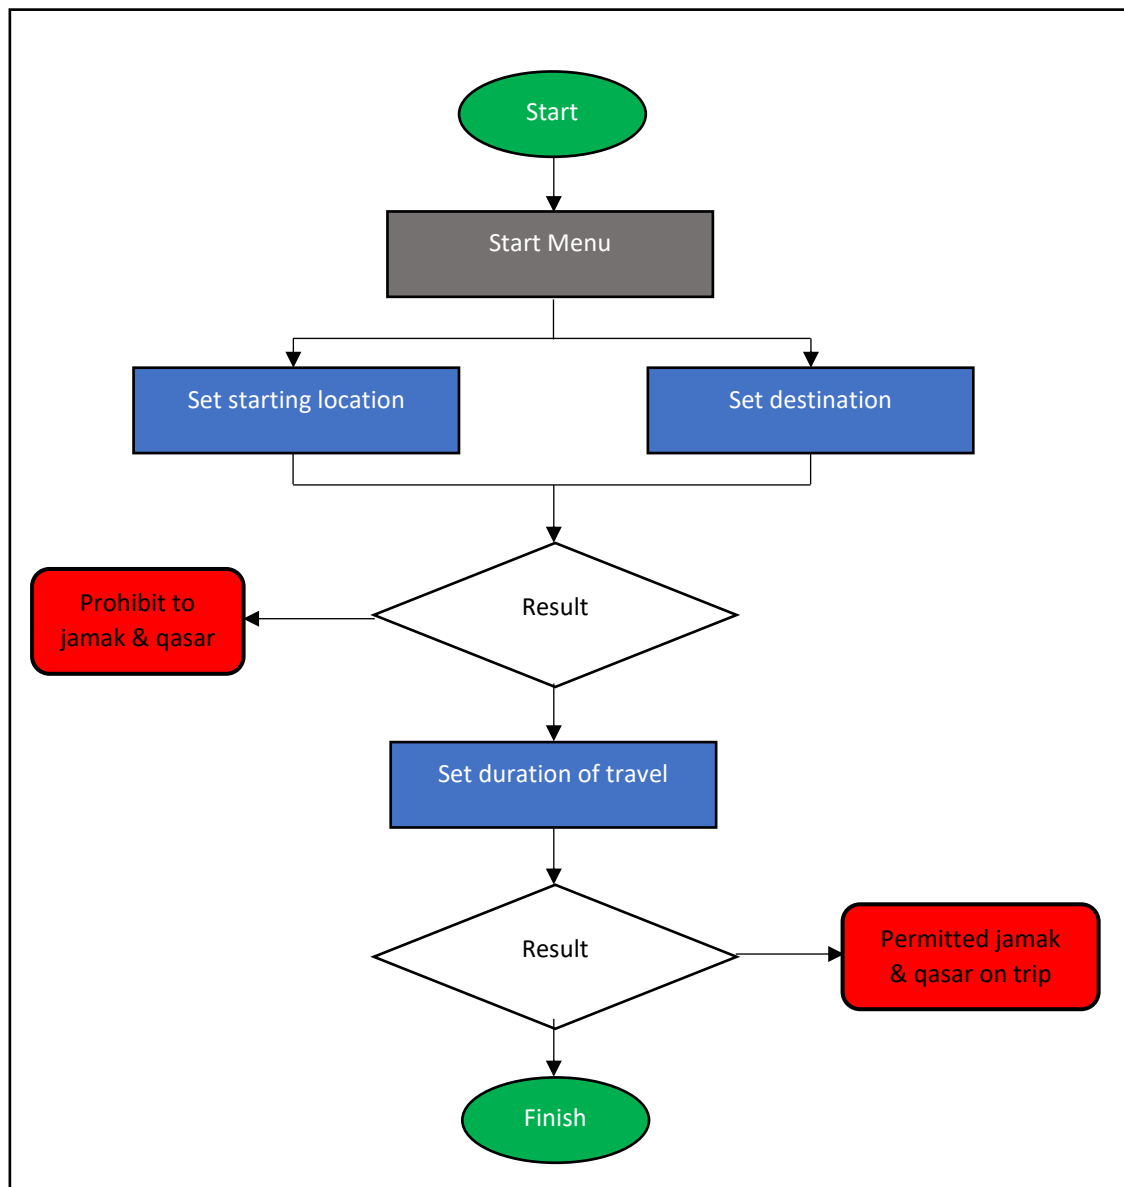 Start
Start Menu
Set starting location
Set destination
Result
Prohibit to
jamak & qasar
Set duration of travel
Result
Permitted jamak
& qasar on trip
Finish